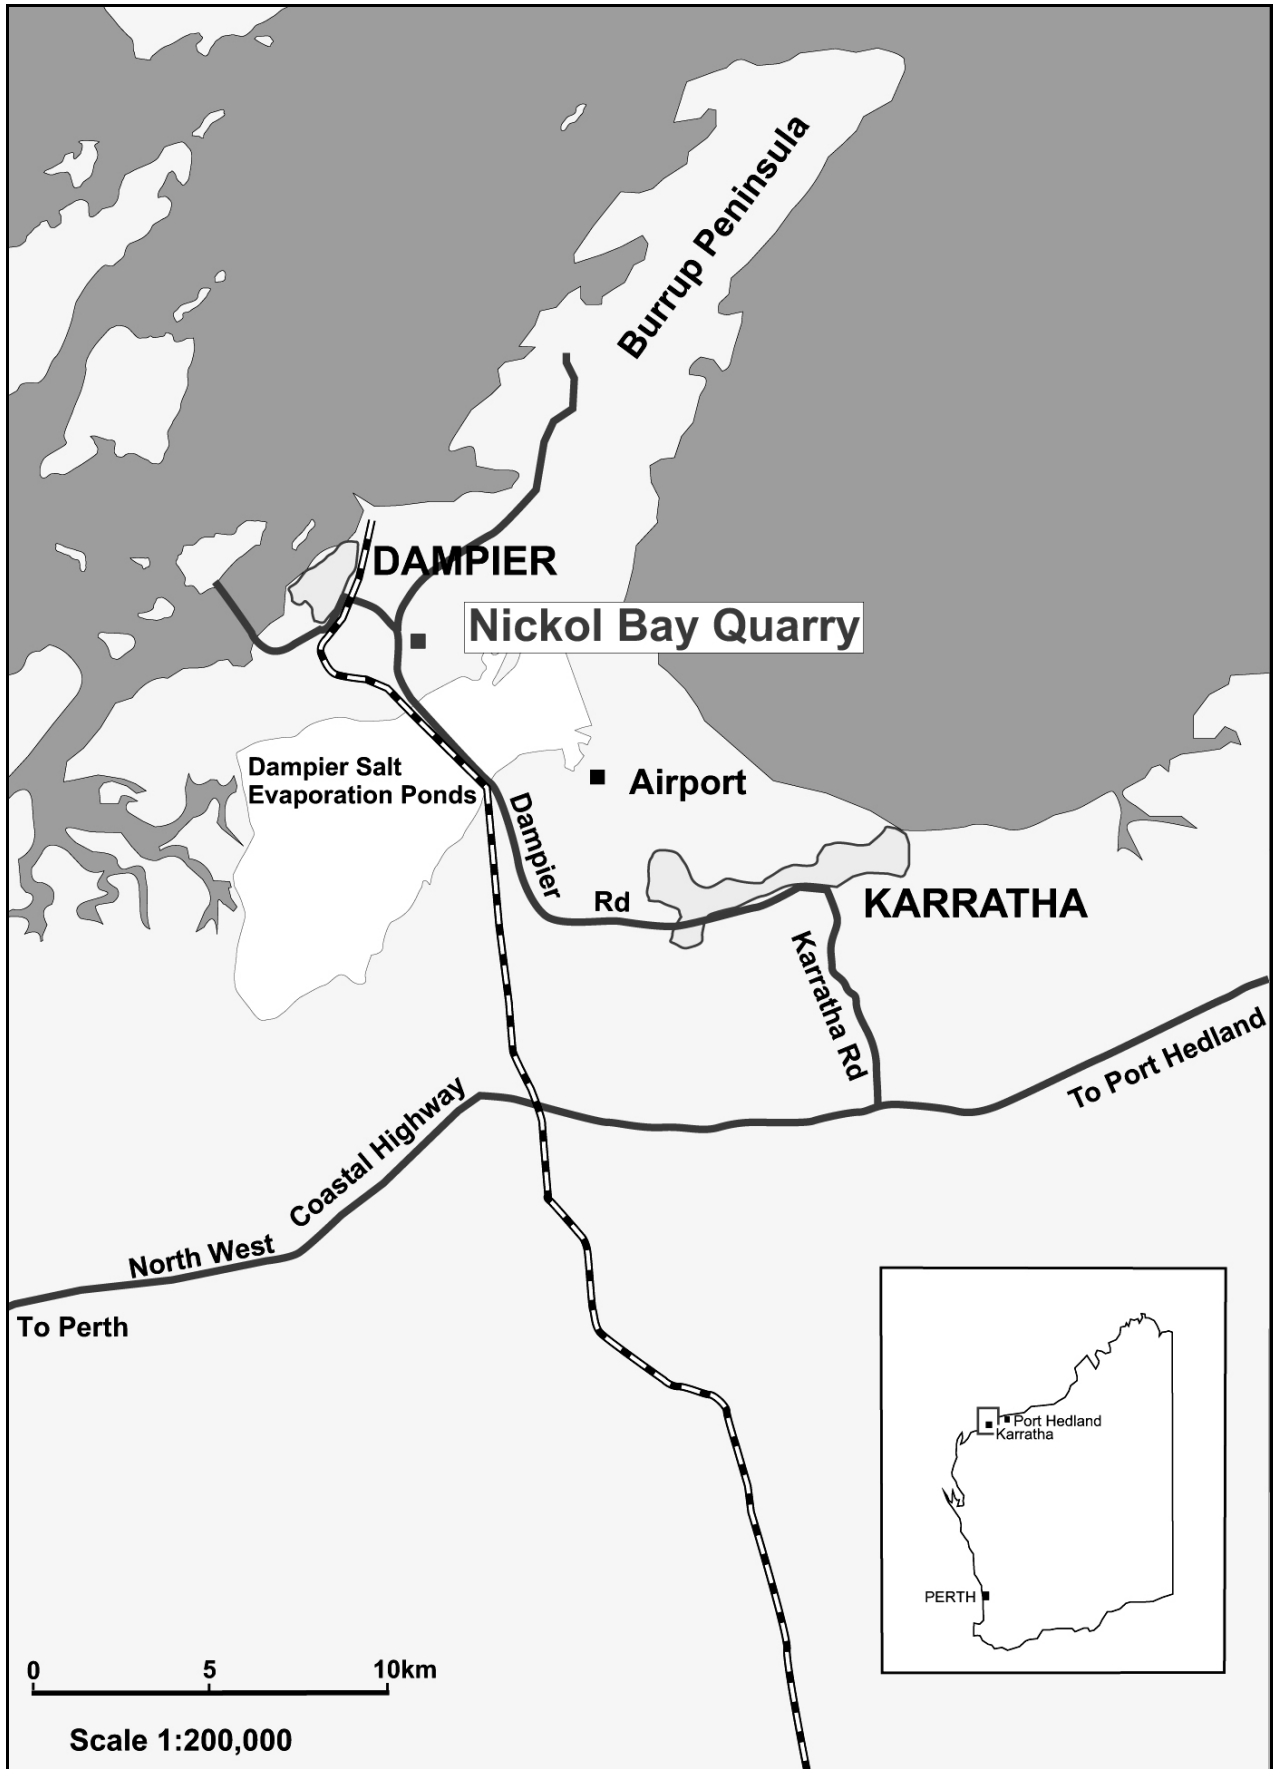 Burrup Peninsula
DAMPIER
Nickol Bay Quarry
Dampier Salt
Evaporation Ponds
Airport
Dampier
Rd
KARRATHA
Karratha Rd
To Port Hedland
Coastal Highway
North West
To Perth
Port Hedland
Karratha
PERTH
0 5 10km
Scale 1:200,000